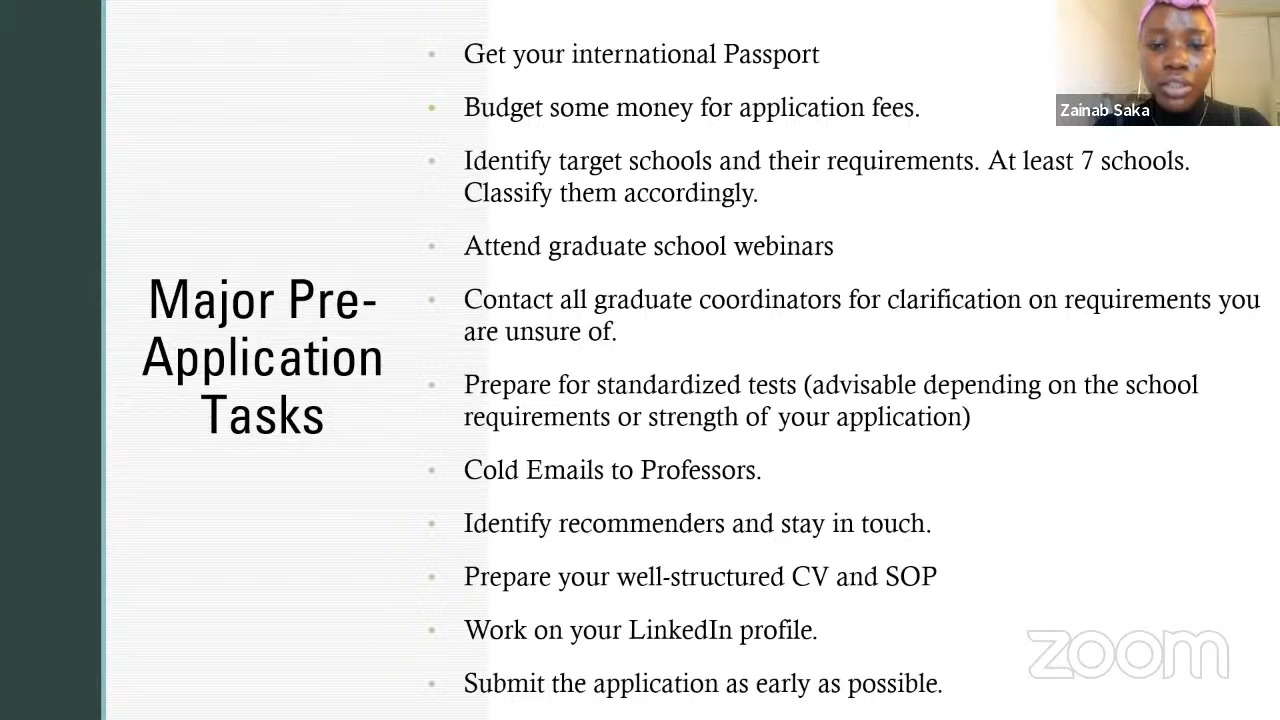 Major Pre-
Application
Tasks
Get your international Passport
Budget some money for application fees.
Identify target schools and their requirements. At least 7 schools.
Classify them accordingly.
Attend graduate school webinars
Contact all graduate coordinators for clarification on requirements you
are unsure of.
Prepare for standardized tests (advisable depending on the school
requirements or strength of your application)
Cold Emails to Professors.
Identify recommenders and stay in touch.
Prepare your well-structured CV and SOP
Work on your LinkedIn profile.
Submit the application as early as possible.
Zainab Saka
zoom